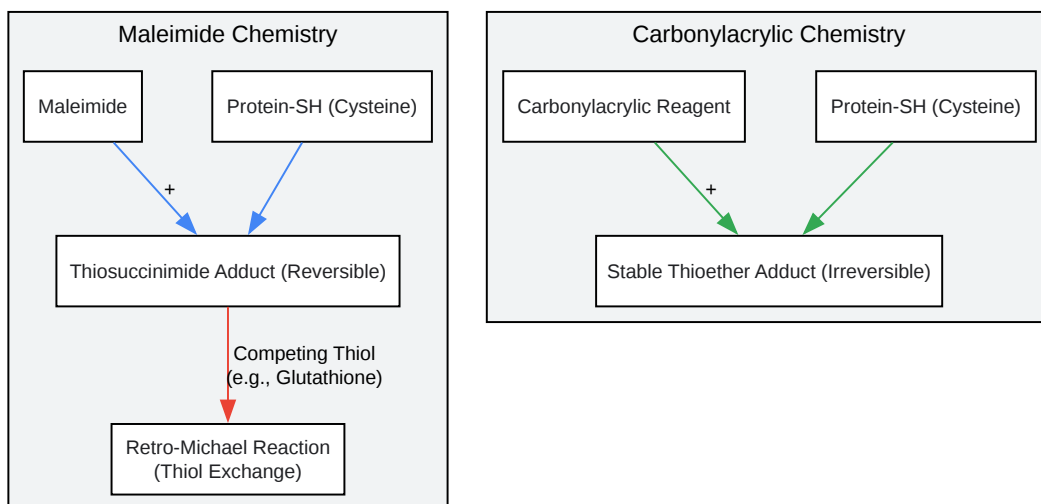 Maleimide Chemistry
Maleimide
Protein-SH (Cysteine)
+
Thiosuccinimide Adduct (Reversible)
Competing Thiol
(e.g., Glutathione)
Retro-Michael Reaction
(Thiol Exchange)
Carbonylacrylic Chemistry
Carbonylacrylic Reagent
Protein-SH (Cysteine)
+
Stable Thioether Adduct (Irreversible)